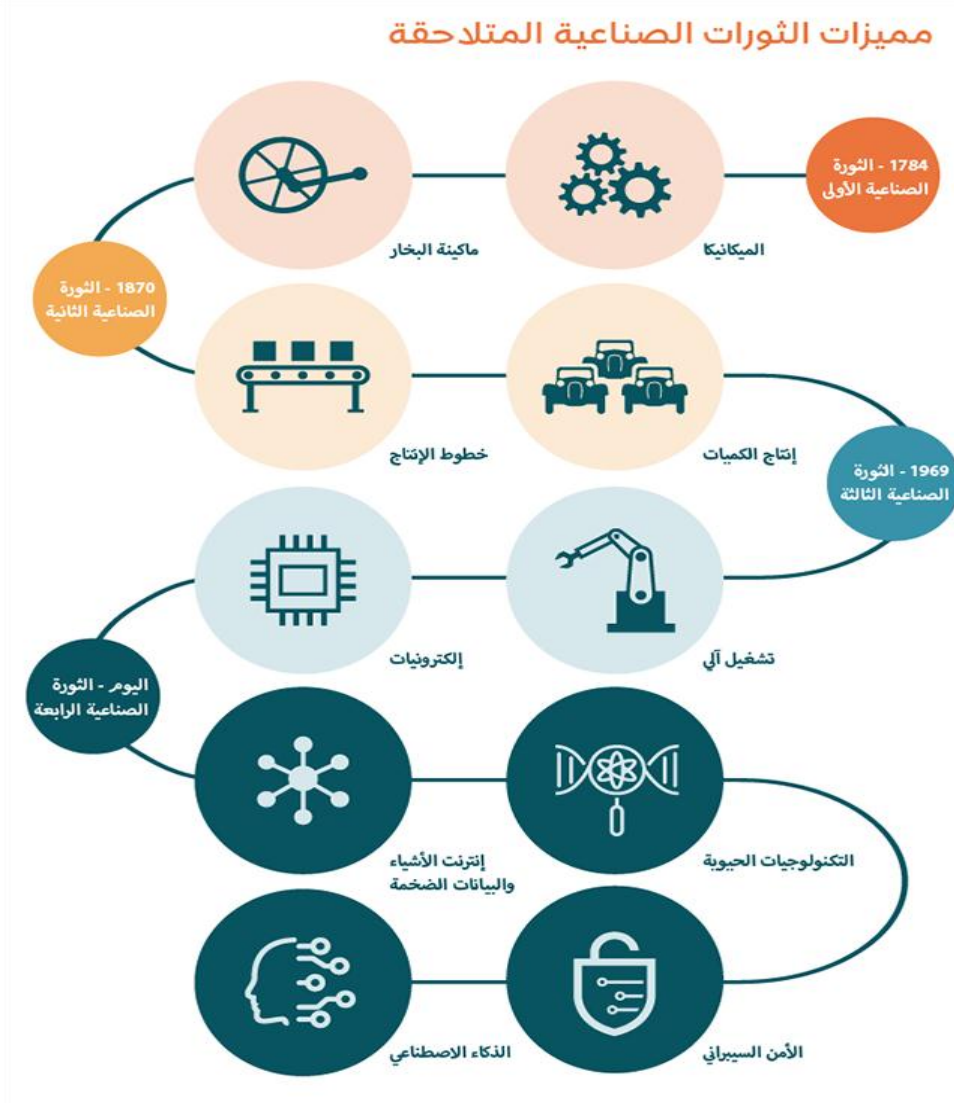 مميزات الثورات الصناعية المتلاحقة
1784 - الثورة
الصناعية الأولى
الميكانيكا
ماكينة البخار
1870 - الثورة
الصناعية الثانية
خطوط الإنتاج
إنتاج الكميات
1969 - الثورة
الصناعية الثالثة
تشغيل آلي
إلكترونيات
اليوم - الثورة
الصناعية الرابعة
إنترنت الأشياء
والبيانات الضخمة
التكنولوجيات الحيوية
الأمن السيبراني
الذكاء الاصطناعي